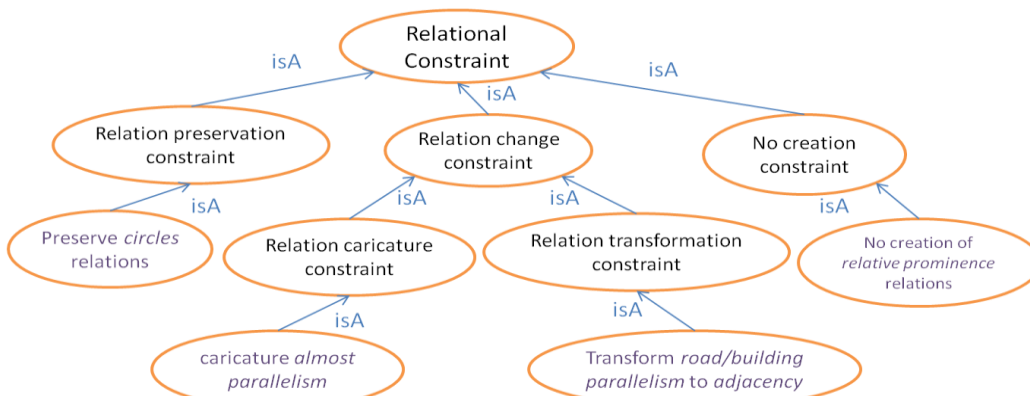 Relational
Constraint
isA
isA
isA
Relation preservation
constraint
Relation change
constraint
No creation
constraint
isA
isA
isA
isA
Preserve circles
relations
Relation caricature
constraint
Relation transformation
constraint
No creation of
relative prominence
relations
isA
isA
caricature almost
parallelism
Transform road/building
parallelism to adjacency